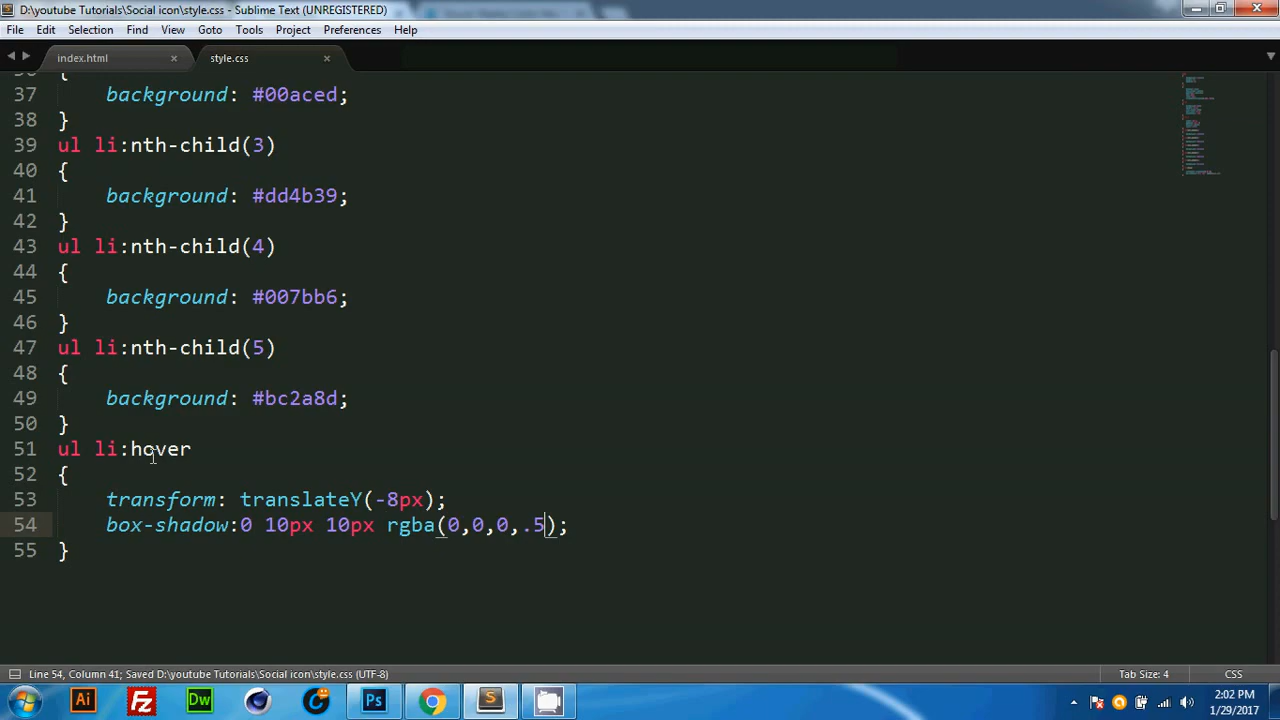 D:\youtube Tutorials\Social icon\style.css - Sublime Text (UNREGISTERED)
File Edit Selection Find View Goto Tools Project Preferences Help
index.html × style.css ×
37 background: #00aced;
38 }
39 ul li:nth-child(3)
40 {
41 background: #dd4b39;
42 }
43 ul li:nth-child(4)
44 {
45 background: #007bb6;
46 }
47 ul li:nth-child(5)
48 {
49 background: #bc2a8d;
50 }
51 ul li:hover
52 {
53 transform: translateY(-8px);
54 box-shadow:0 10px 10px rgba(0,0,0,.5);
55 }
Line 54, Column 41; Saved D:\youtube Tutorials\Social icon\style.css (UTF-8) Tab Size: 4 CSS
Ai Fz Dw C Ps S
2:02 PM
1/29/2017